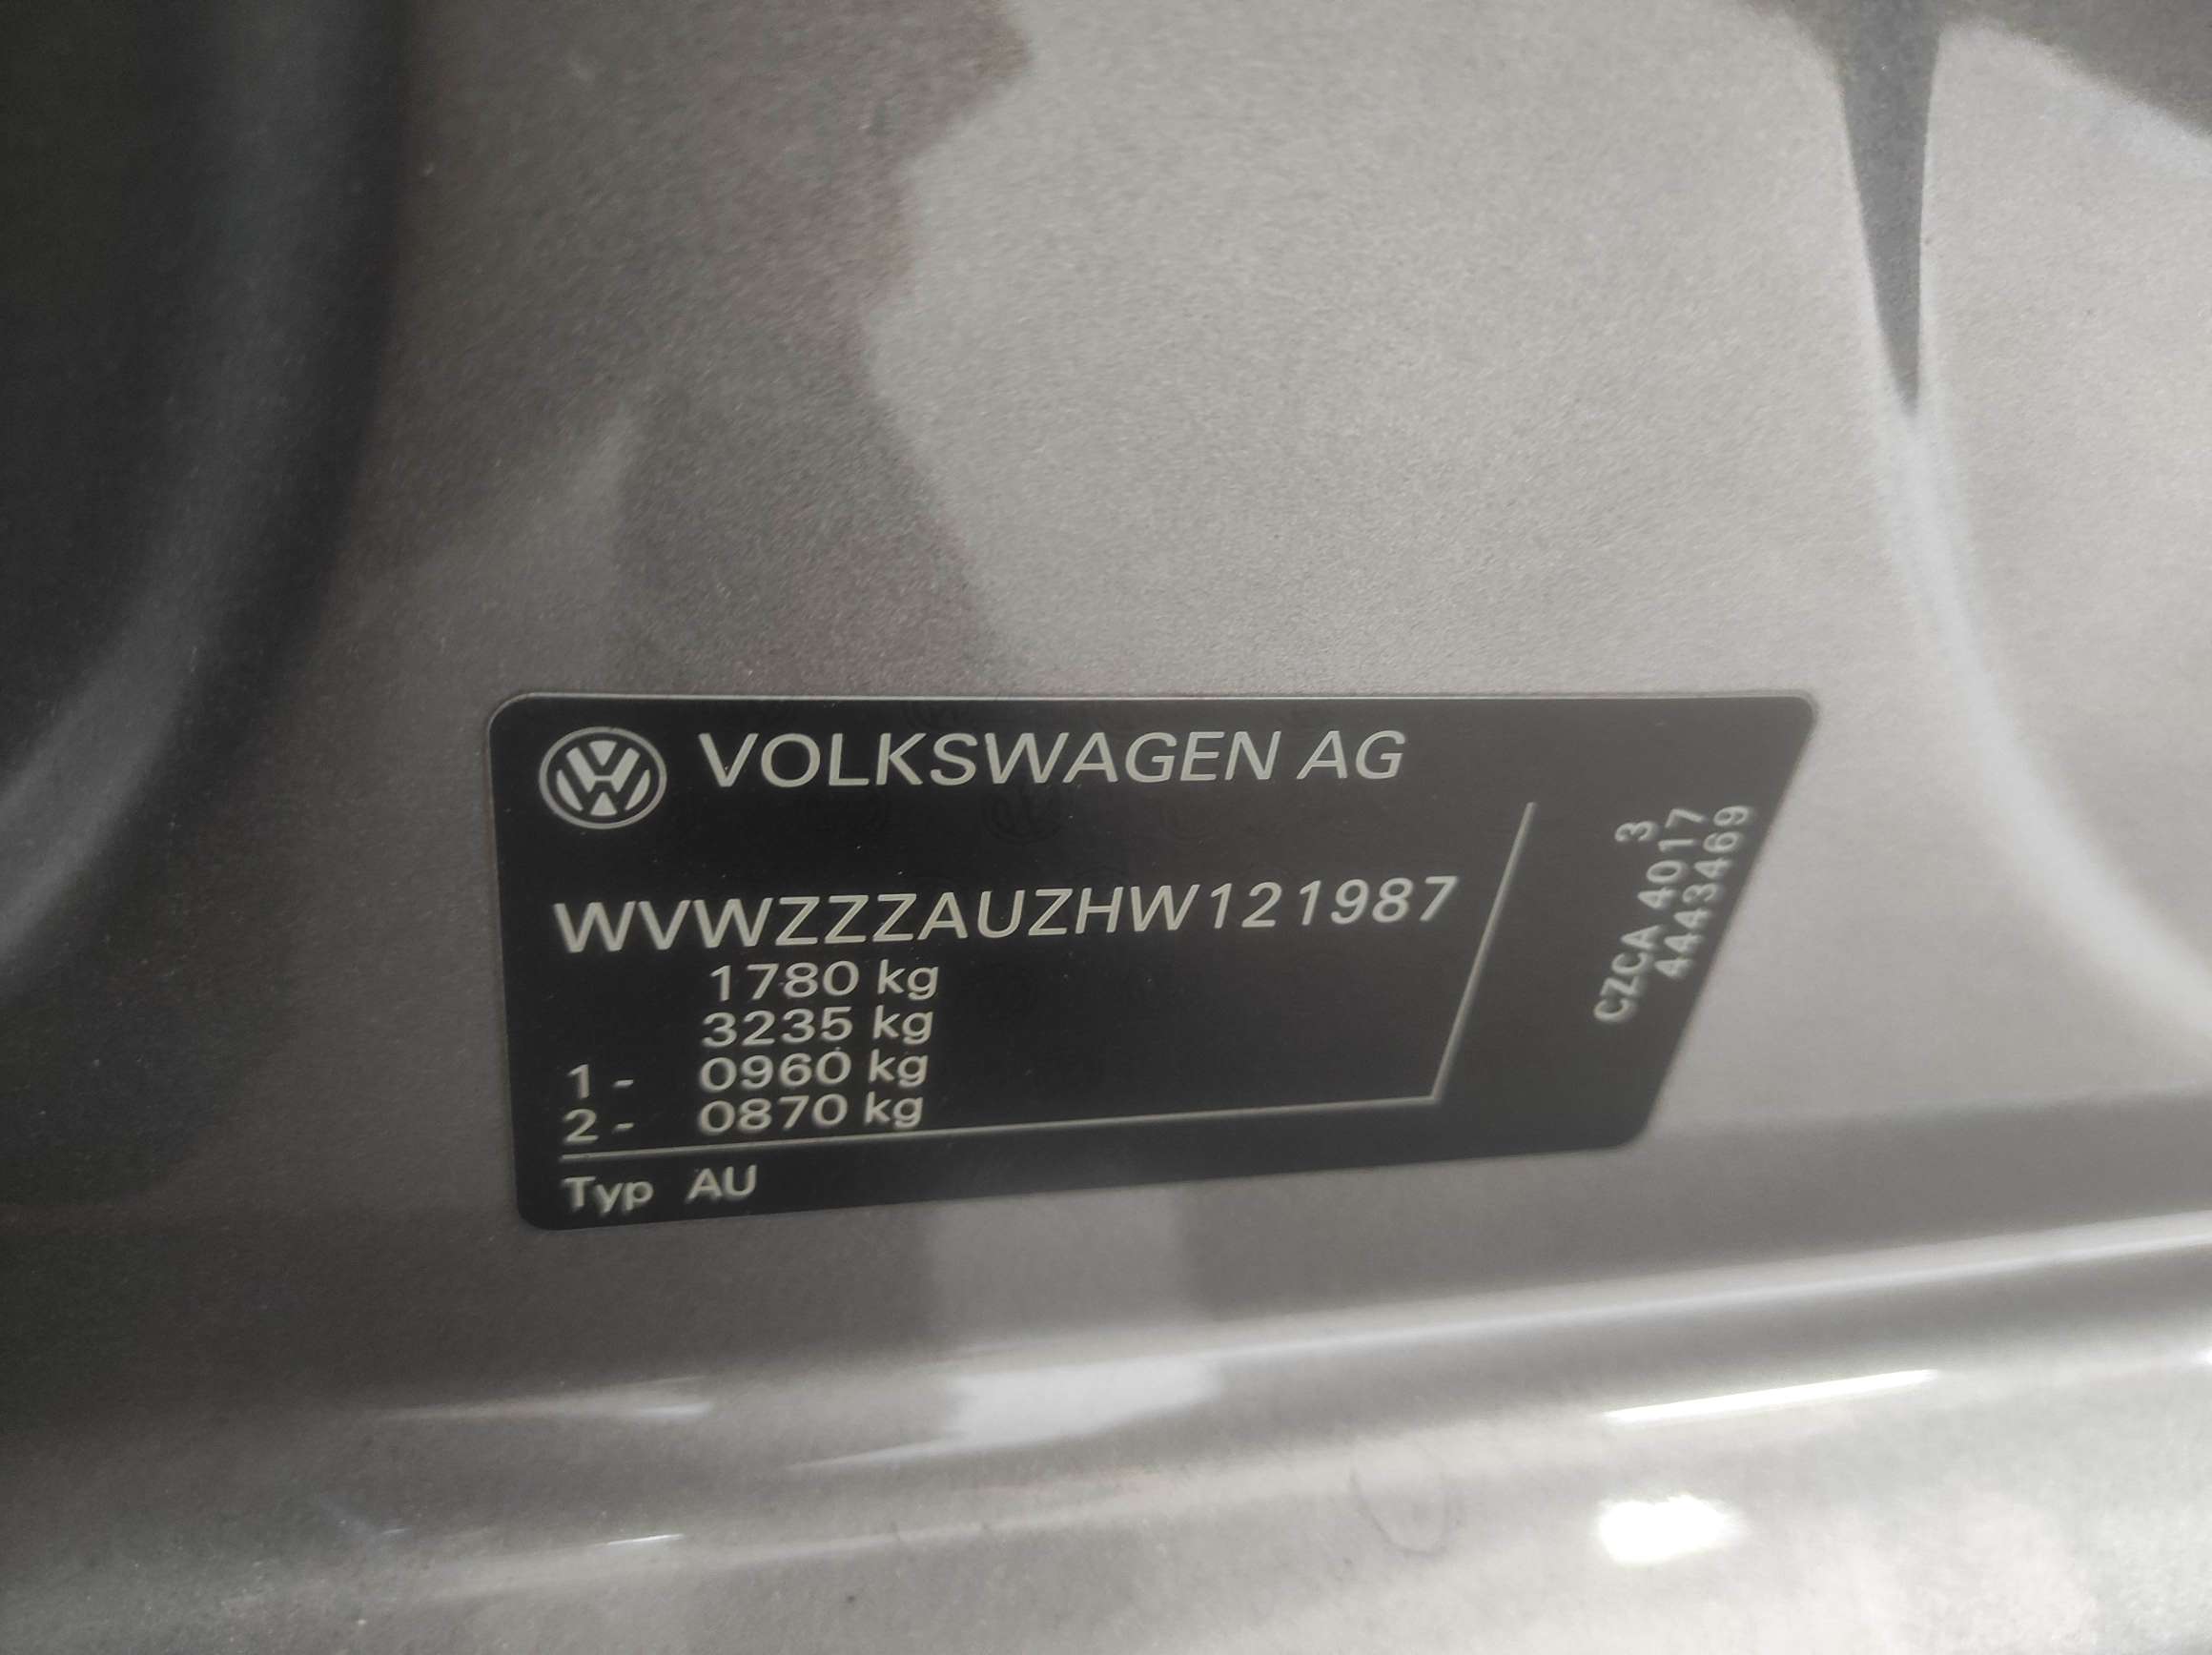 VOLKSWAGEN AG
WVWZZZAUZHW121987
1780 kg
3235 kg
1 - 0960 kg
2 - 0870 kg
Typ AU
3
CZCA 4017
4443469